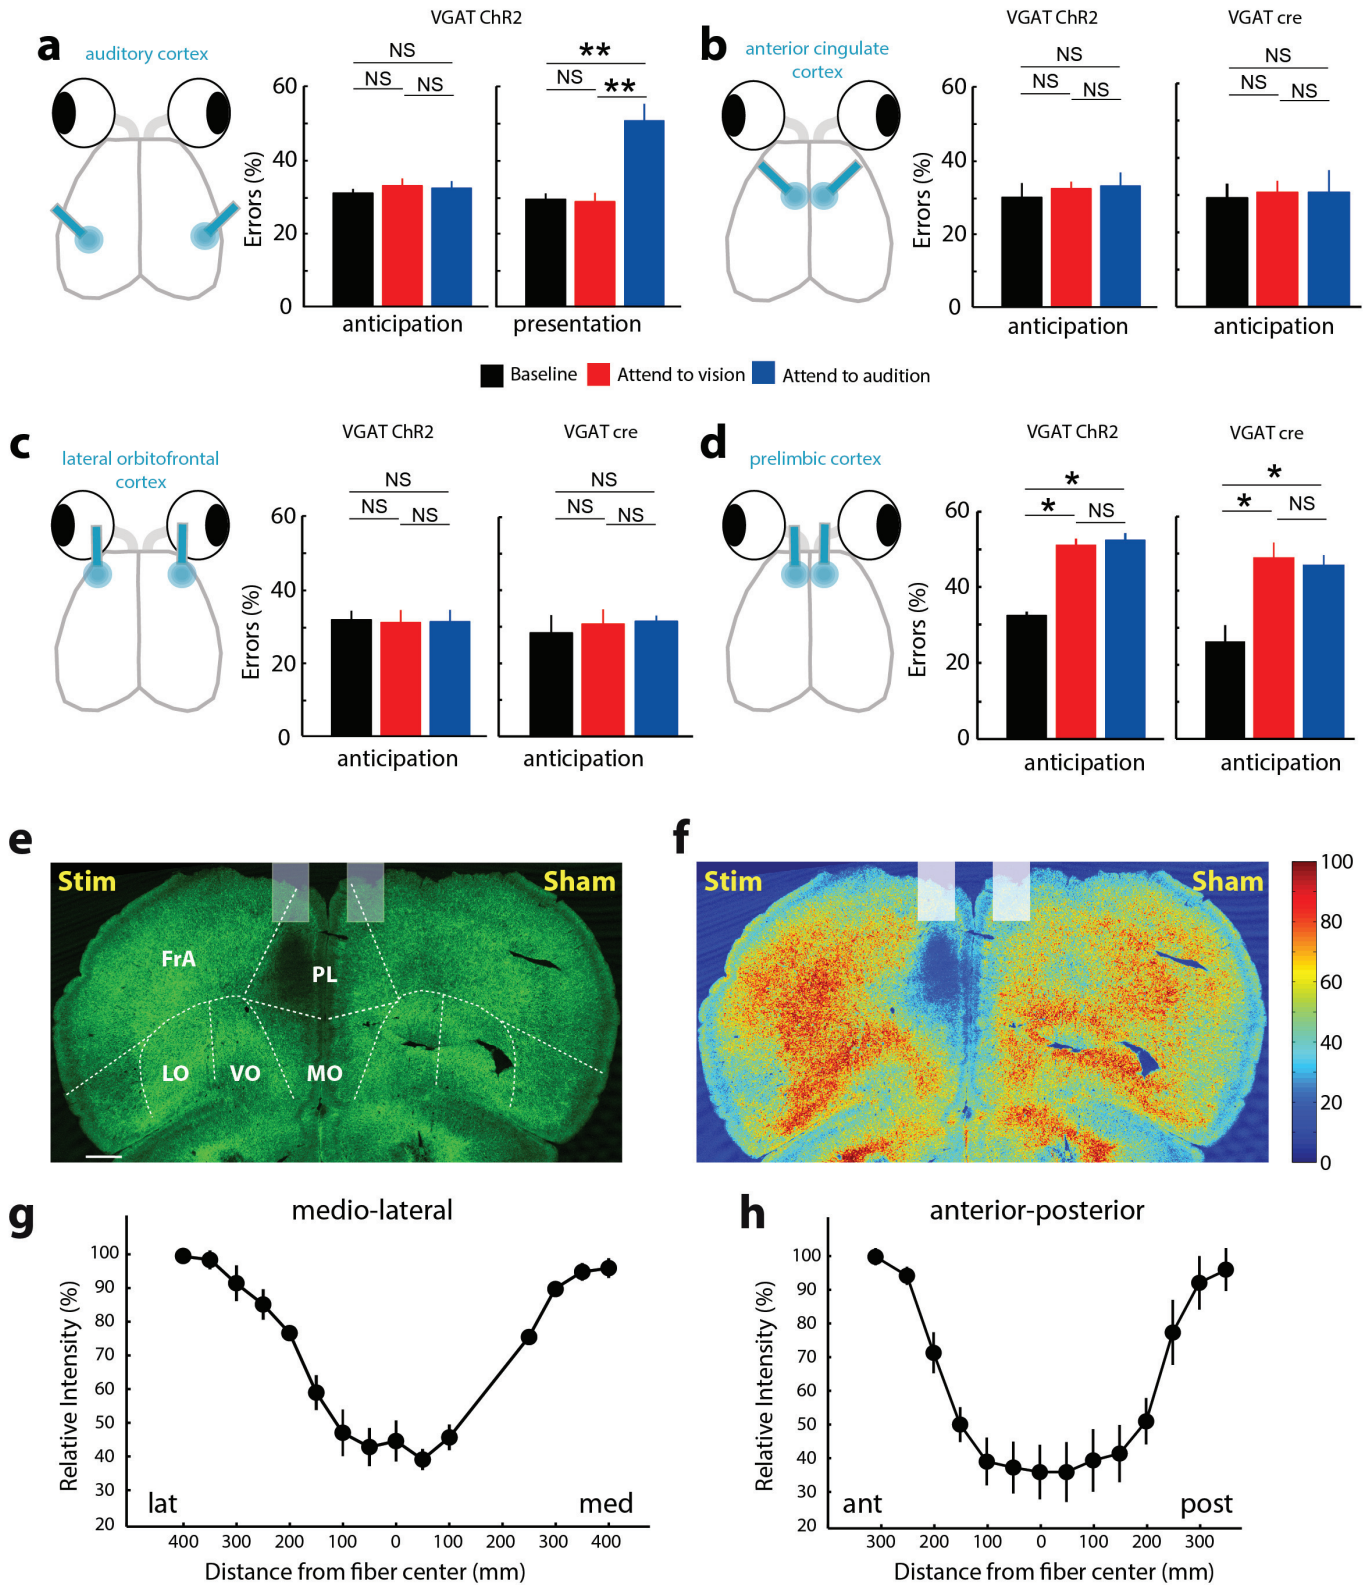 VGAT ChR2
a
auditory cortex
NS
NS
NS
**
NS
**
60
40
20
0
Errors (%)
anticipation
presentation
VGAT ChR2
VGAT cre
b
anterior cingulate
cortex
NS
NS
NS
NS
NS
NS
60
40
20
0
Errors (%)
anticipation
anticipation
Baseline
Attend to vision
Attend to audition
VGAT ChR2
VGAT cre
c
lateral orbitofrontal
cortex
NS
NS
NS
NS
NS
NS
60
40
20
0
Errors (%)
anticipation
anticipation
VGAT ChR2
VGAT cre
d
prelimbic cortex
*
*
NS
*
*
NS
60
40
20
0
Errors (%)
anticipation
anticipation
e
Stim
Sham
FrA
PL
LO
VO
MO
f
Stim
Sham
100
80
60
40
20
0
g
medio-lateral
100
90
80
70
60
50
40
30
20
Relative Intensity (%)
lat
med
400 300 200 100 0 100 200 300 400
Distance from fiber center (mm)
h
anterior-posterior
100
90
80
70
60
50
40
30
20
Relative Intensity (%)
ant
post
300 200 100 0 100 200 300
Distance from fiber center (mm)